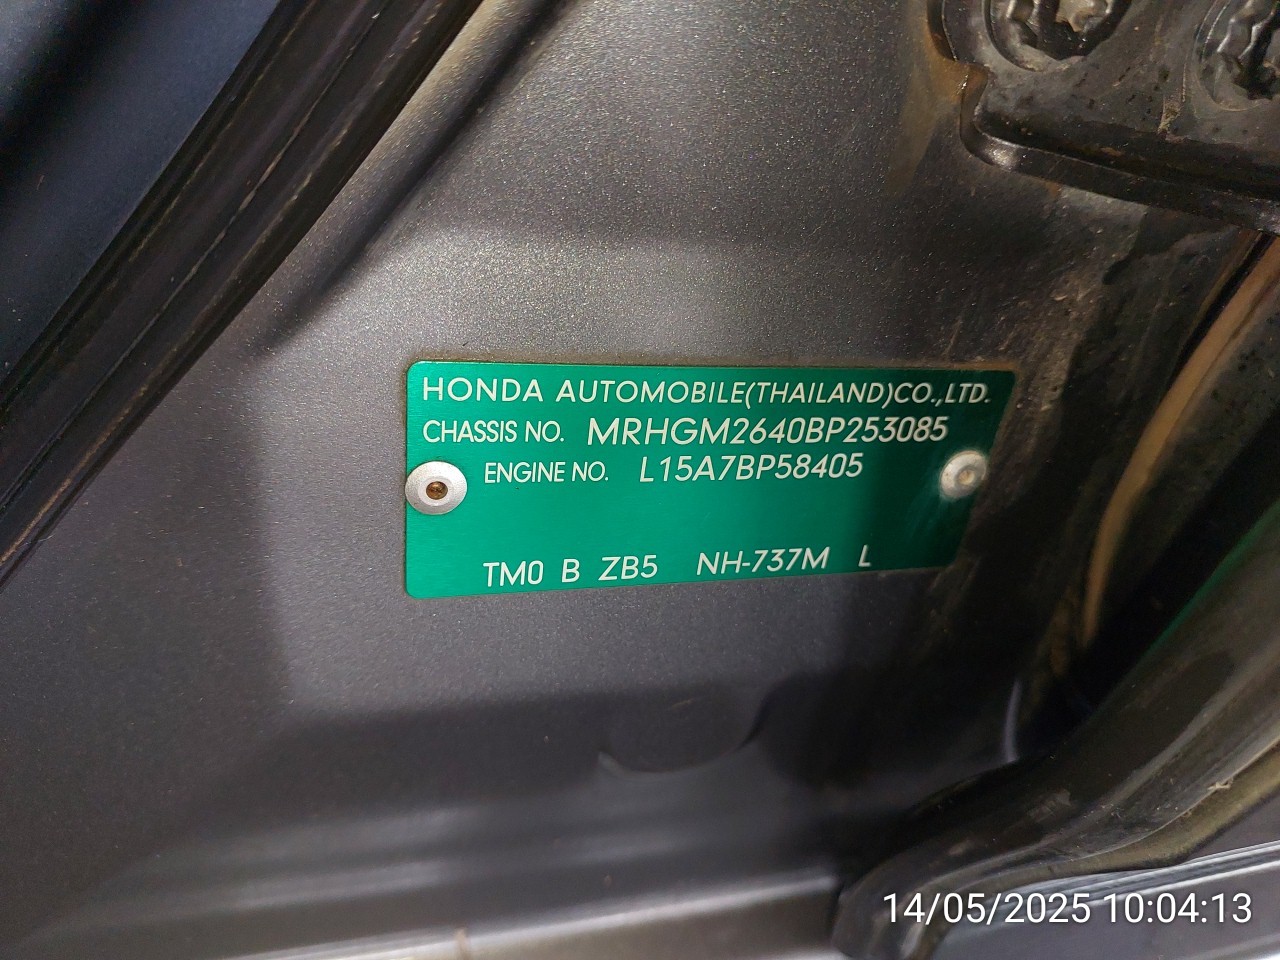 HONDA AUTOMOBILE(THAILAND)CO.,LTD.
CHASSIS NO. MRHGM2640BP253085
ENGINE NO. L15A7BP58405
TM0 B ZB5 NH-737M L
14/05/2025 10:04:13